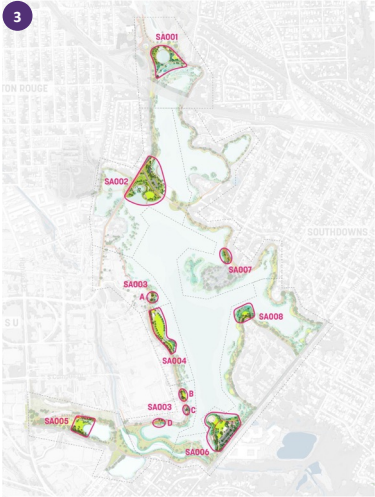 3
SA001
TON ROUGE
SA002
SOUTHDOWNS
SA007
SA003
A
SA008
S U
SA004
B
SA003
C
SA005
D
SA006